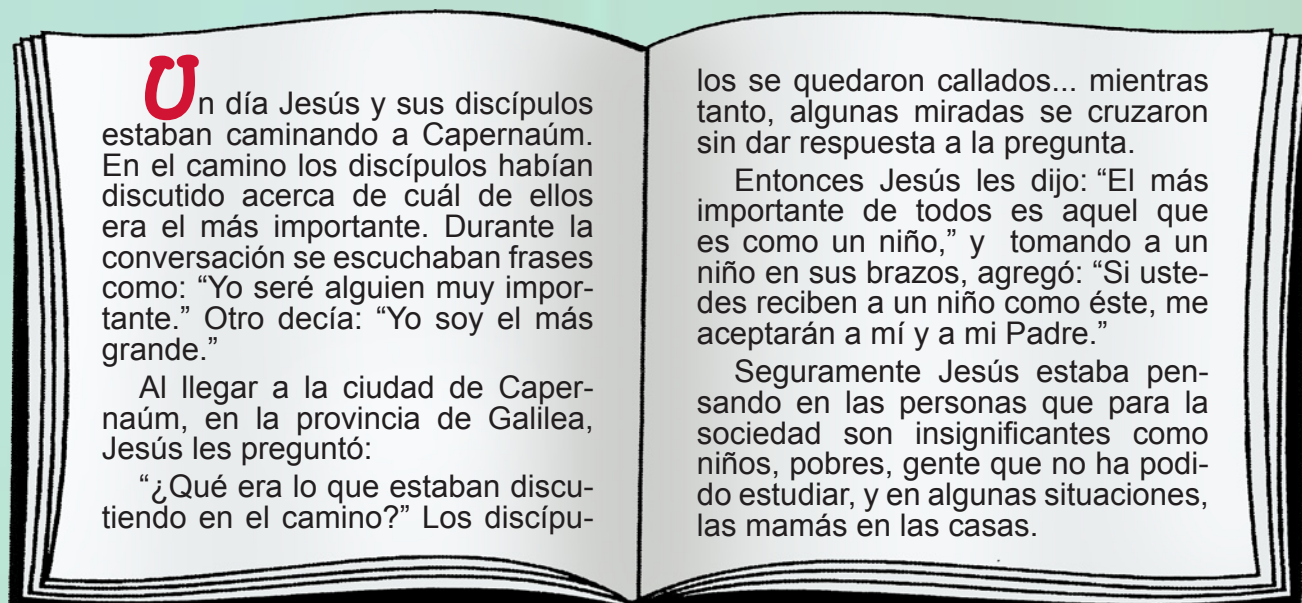 Un día Jesús y sus discípulos
estaban caminando a Capernaúm.
En el camino los discípulos habían
discutido acerca de cuál de ellos
era el más importante. Durante la
conversación se escuchaban frases
como: “Yo seré alguien muy impor-
tante.” Otro decía: “Yo soy el más
grande.”
Al llegar a la ciudad de Caper-
naúm, en la provincia de Galilea,
Jesús les preguntó:
“¿Qué era lo que estaban discu-
tiendo en el camino?” Los discípu-
los se quedaron callados... mientras
tanto, algunas miradas se cruzaron
sin dar respuesta a la pregunta.
Entonces Jesús les dijo: “El más
importante de todos es aquel que
es como un niño,” y tomando a un
niño en sus brazos, agregó: “Si uste-
des reciben a un niño como éste, me
aceptarán a mí y a mi Padre.”
Seguramente Jesús estaba pen-
sando en las personas que para la
sociedad son insignificantes como
niños, pobres, gente que no ha podi-
do estudiar, y en algunas situaciones,
las mamás en las casas.